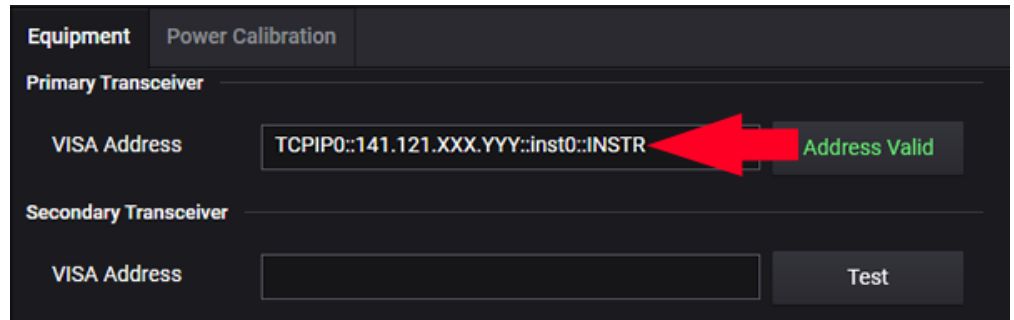 Equipment Power Calibration
Primary Transceiver
VISA Address TCPIP0::141.121.XXX.YYY::inst0::INSTR Address Valid
Secondary Transceiver
VISA Address Test